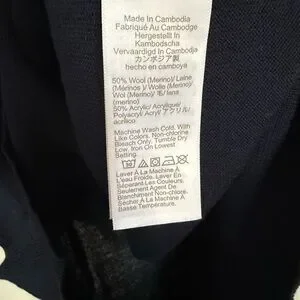 Made In Cambodia
Fabriqué Au Cambodge
Hergestellt In
Kambodscha
Vervaardigd In Cambodja
カンボジア製
hecho en camboya
50% Wool (Merino)/ Laine
(Mérinos) / Wolle (Merino)/
Wol (Merino)/ 毛/ lana
(merino)
50% Acrylic/ Acrylique/
Polyacryl/ Acryl/ アクリル/
acrílico
Machine Wash Cold, With
Like Colors. Non-chlorine
Bleach Only. Tumble Dry
Low. Iron On Low If
Needed.
Laver À La Machine À
L'eau Froide. En
Séparant Les Couleurs.
Seulement Agent De
Blanchiment Non-chlore.
Sécher À La Machine À
Basse Température.